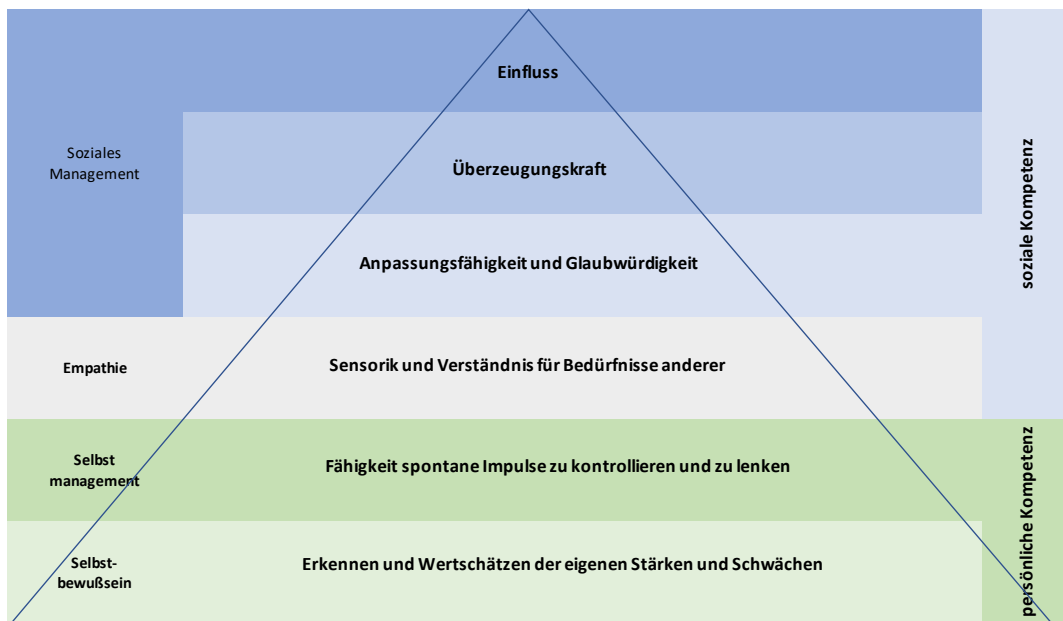 Einfluss
Soziales
Management
Überzeugungskraft
Anpassungsfähigkeit und Glaubwürdigkeit
soziale Kompetenz
Empathie
Sensorik und Verständnis für Bedürfnisse anderer
Selbst
management
Fähigkeit spontane Impulse zu kontrollieren und zu lenken
persönliche Kompetenz
Selbst-
bewußsein
Erkennen und Wertschätzen der eigenen Stärken und Schwächen